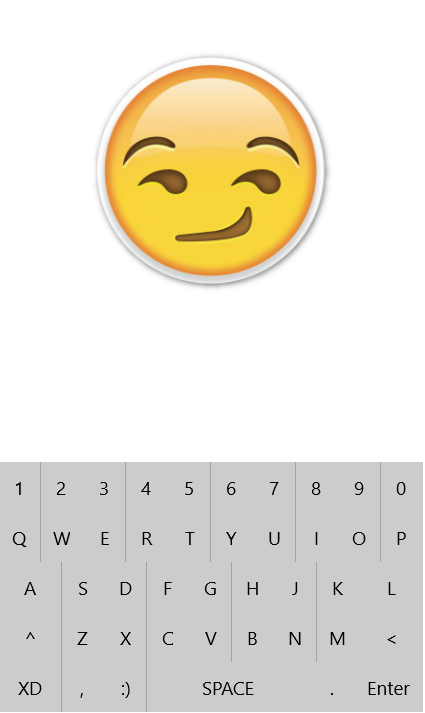 1 2 3 4 5 6 7 8 9 0
Q W E R T Y U I O P
A S D F G H J K L
^ Z X C V B N M <
XD , :) SPACE . Enter